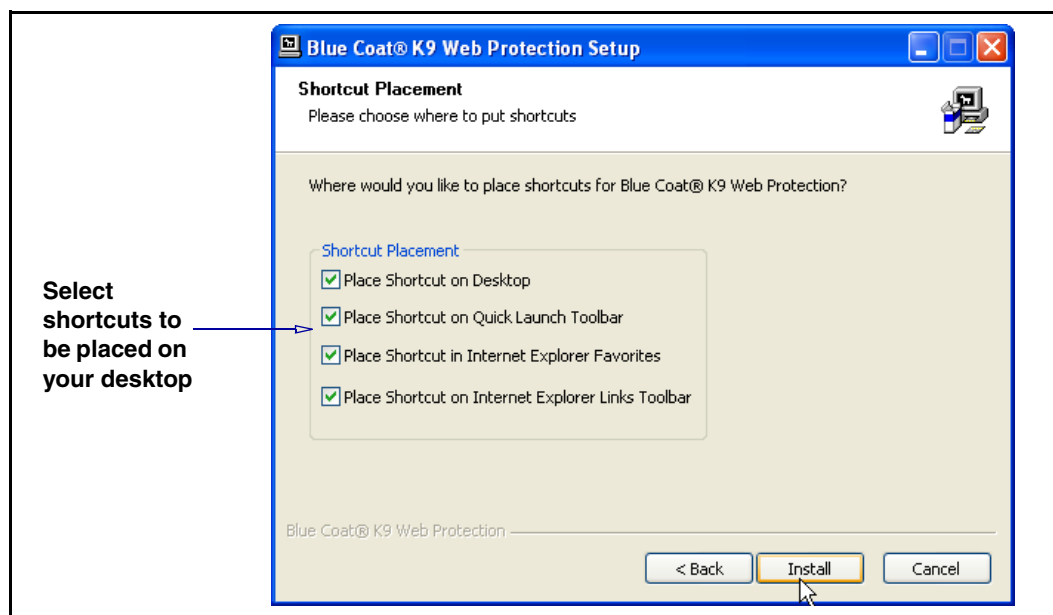 Blue Coat® K9 Web Protection Setup
Shortcut Placement
Please choose where to put shortcuts
Where would you like to place shortcuts for Blue Coat® K9 Web Protection?
Shortcut Placement
Place Shortcut on Desktop
Place Shortcut on Quick Launch Toolbar
Place Shortcut in Internet Explorer Favorites
Place Shortcut on Internet Explorer Links Toolbar
Select
shortcuts to
be placed on
your desktop
Blue Coat® K9 Web Protection
< Back Install Cancel